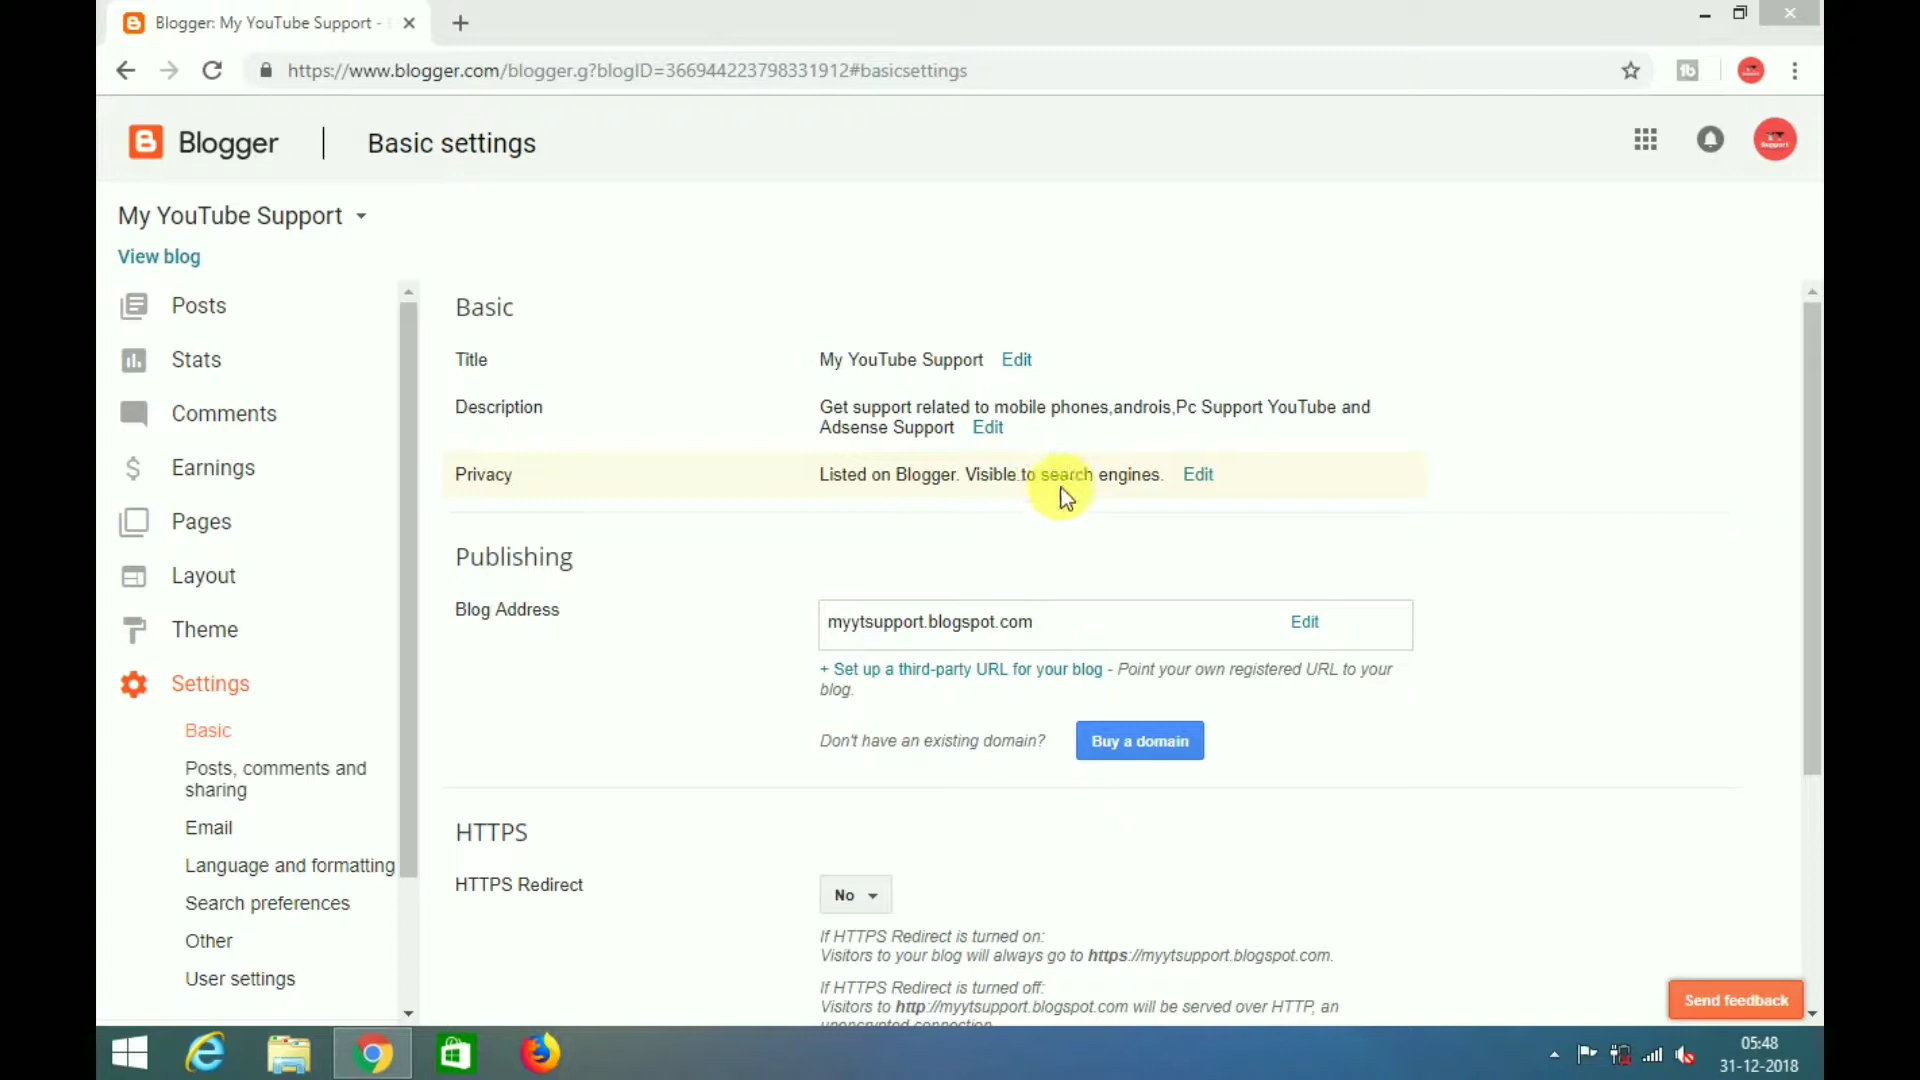 Blogger: My YouTube Support -
https://www.blogger.com/blogger.g?blogID=366944223798331912#basicsettings
Blogger
Basic settings
My YouTube Support
View blog
Posts
Stats
Comments
Earnings
Pages
Layout
Theme
Settings
Basic
Posts, comments and
sharing
Email
Language and formatting
Search preferences
Other
User settings
Basic
Title
My YouTube Support Edit
Description
Get support related to mobile phones,androis,Pc Support YouTube and
Adsense Support Edit
Privacy
Listed on Blogger. Visible to search engines. Edit
Publishing
Blog Address
myytsupport.blogspot.com Edit
+ Set up a third-party URL for your blog - Point your own registered URL to your
blog.
Don't have an existing domain? Buy a domain
HTTPS
HTTPS Redirect
No
If HTTPS Redirect is turned on:
Visitors to your blog will always go to https://myytsupport.blogspot.com.
If HTTPS Redirect is turned off:
Visitors to http://myytsupport.blogspot.com will be served over HTTP, an
unencrypted connection
Send feedback
05:48
31-12-2018